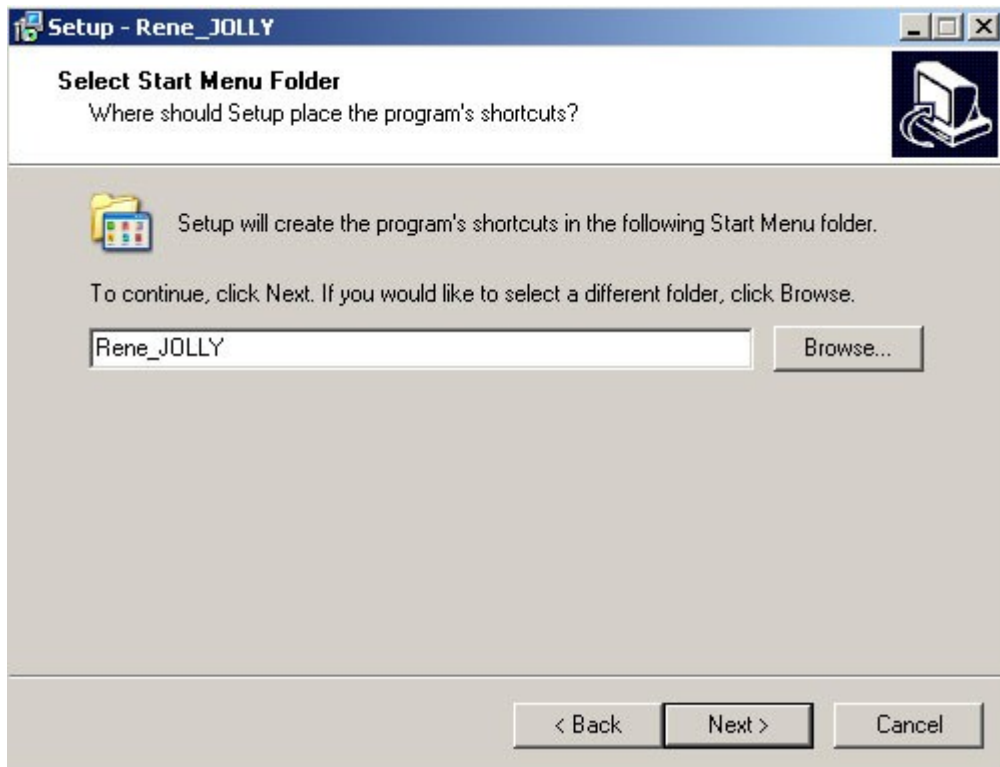 Setup - Rene_JOLLY
Select Start Menu Folder
Where should Setup place the program's shortcuts?
Setup will create the program's shortcuts in the following Start Menu folder.
To continue, click Next. If you would like to select a different folder, click Browse.
Rene_JOLLY
Browse...
< Back
Next >
Cancel